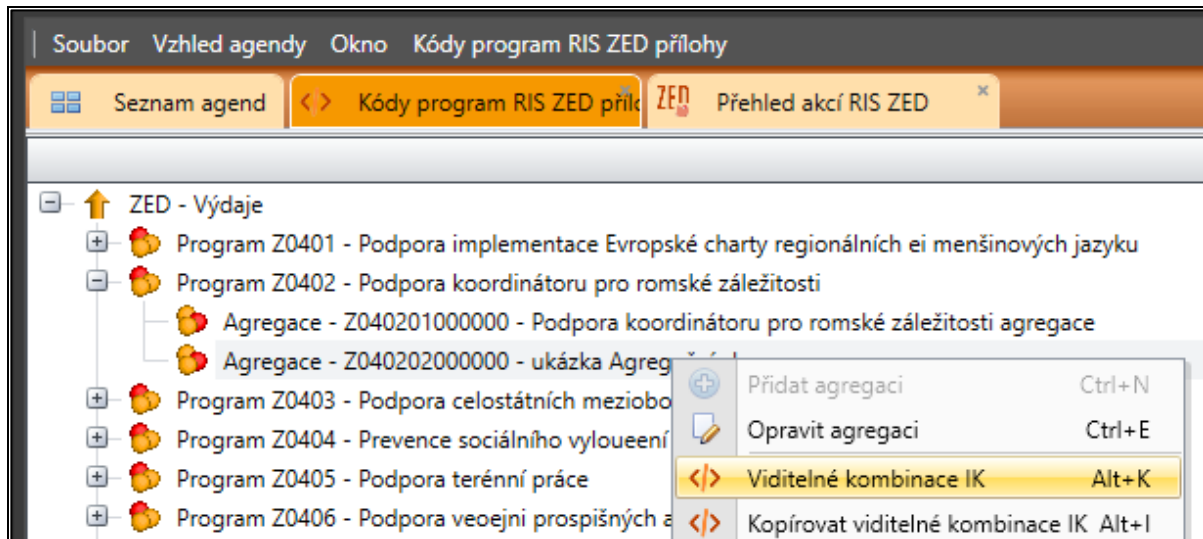 Soubor Vzhled agendy Okno Kódy program RIS ZED přílohy
Seznam agend Kódy program RIS ZED přílo ZED Přehled akcí RIS ZED
ZED - Výdaje
Program Z0401 - Podpora implementace Evropské charty regionálních ei menšinových jazyku
Program Z0402 - Podpora koordinátoru pro romské záležitosti
Agregace - Z040201000000 - Podpora koordinátoru pro romské záležitosti agregace
Agregace - Z040202000000 - ukázka
Přidat agregaci Ctrl+N
Program Z0403 - Podpora celostátních meziobo
Program Z0404 - Prevence sociálního vyloueení
Opravit agregaci Ctrl+E
Program Z0405 - Podpora terénní práce
Viditelné kombinace IK Alt+K
Program Z0406 - Podpora veoejni prospišných a
Kopírovat viditelné kombinace IK Alt+I